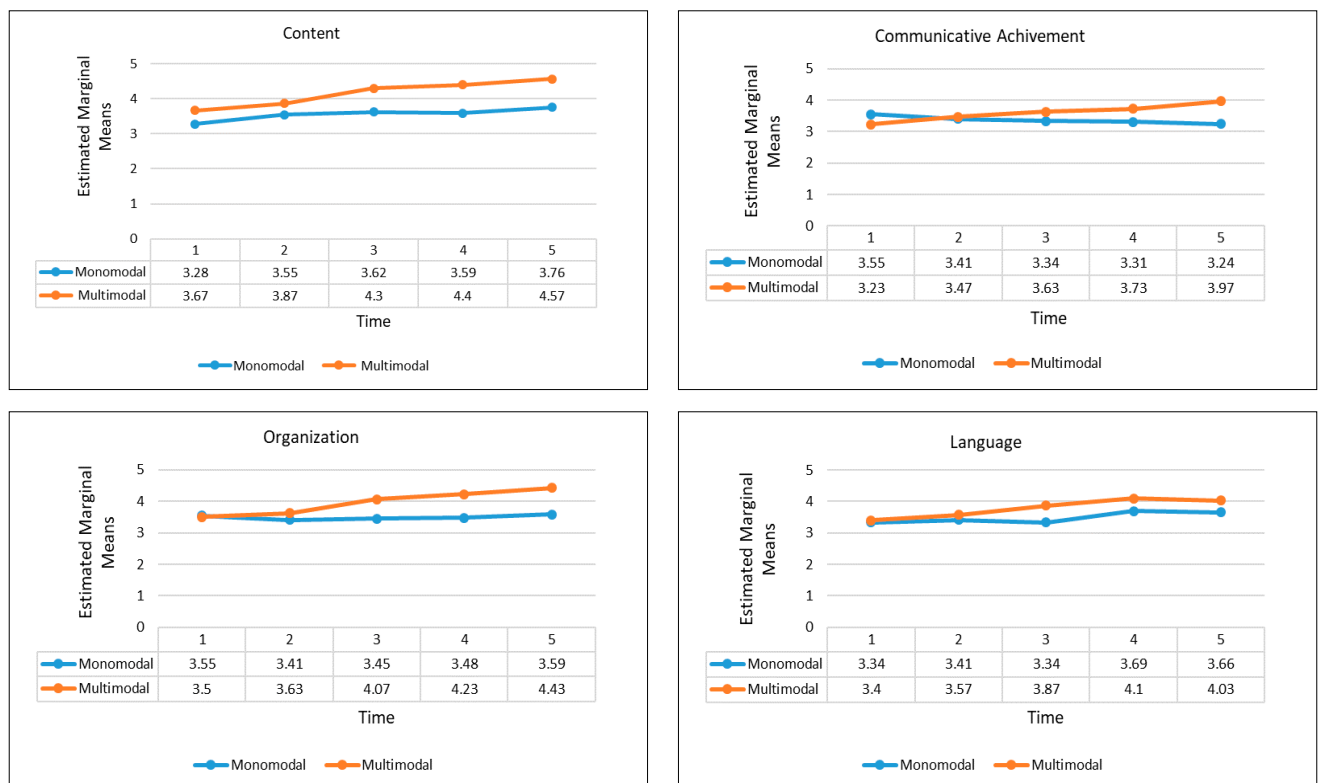 Content
Estimated Marginal
Means
5
4
3
2
1
0
1 2 3 4 5
Monomodal 3.28 3.55 3.62 3.59 3.76
Multimodal 3.67 3.87 4.3 4.4 4.57
Time
Monomodal Multimodal
Communicative Achivement
Estimated Marginal
Means
5
4
3
2
1
0
1 2 3 4 5
Monomodal 3.55 3.41 3.34 3.31 3.24
Multimodal 3.23 3.47 3.63 3.73 3.97
Time
Monomodal Multimodal
Organization
Estimated Marginal
Means
5
4
3
2
1
0
1 2 3 4 5
Monomodal 3.55 3.41 3.45 3.48 3.59
Multimodal 3.5 3.63 4.07 4.23 4.43
Time
Monomodal Multimodal
Language
Estimated Marginal
Means
5
4
3
2
1
0
1 2 3 4 5
Monomodal 3.34 3.41 3.34 3.69 3.66
Multimodal 3.4 3.57 3.87 4.1 4.03
Time
Monomodal Multimodal